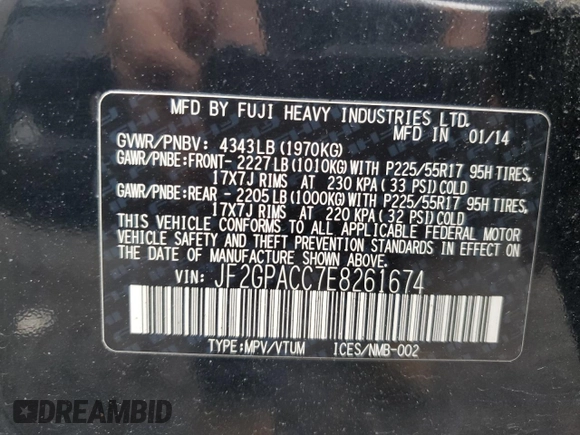 MFD BY FUJI HEAVY INDUSTRIES LTD.
MFD IN 01/14
GVWR/PNBV: 4343LB(1970KG)
GAWR/PNBE:FRONT- 2227LB(1010KG)WITH P225/55R17 95H TIRES,
17X7J RIMS AT 230 KPA(33 PSI)COLD
GAWR/PNBE:REAR - 2205LB(1000KG)WITH P225/55R17 95H TIRES,
17X7J RIMS AT 220 KPA(32 PSI)COLD
THIS VEHICLE CONFORMS TO ALL APPLICABLE FEDERAL MOTOR
VEHICLE SAFETY AND THEFT PREVENTION STANDARDS IN EFFECT ON
THE DATE OF MANUFACTURE SHOWN ABOVE.
VIN: JF2GPACC7E8261674
TYPE:MPV/VTUM ICES/NMB-002
DREAMBID